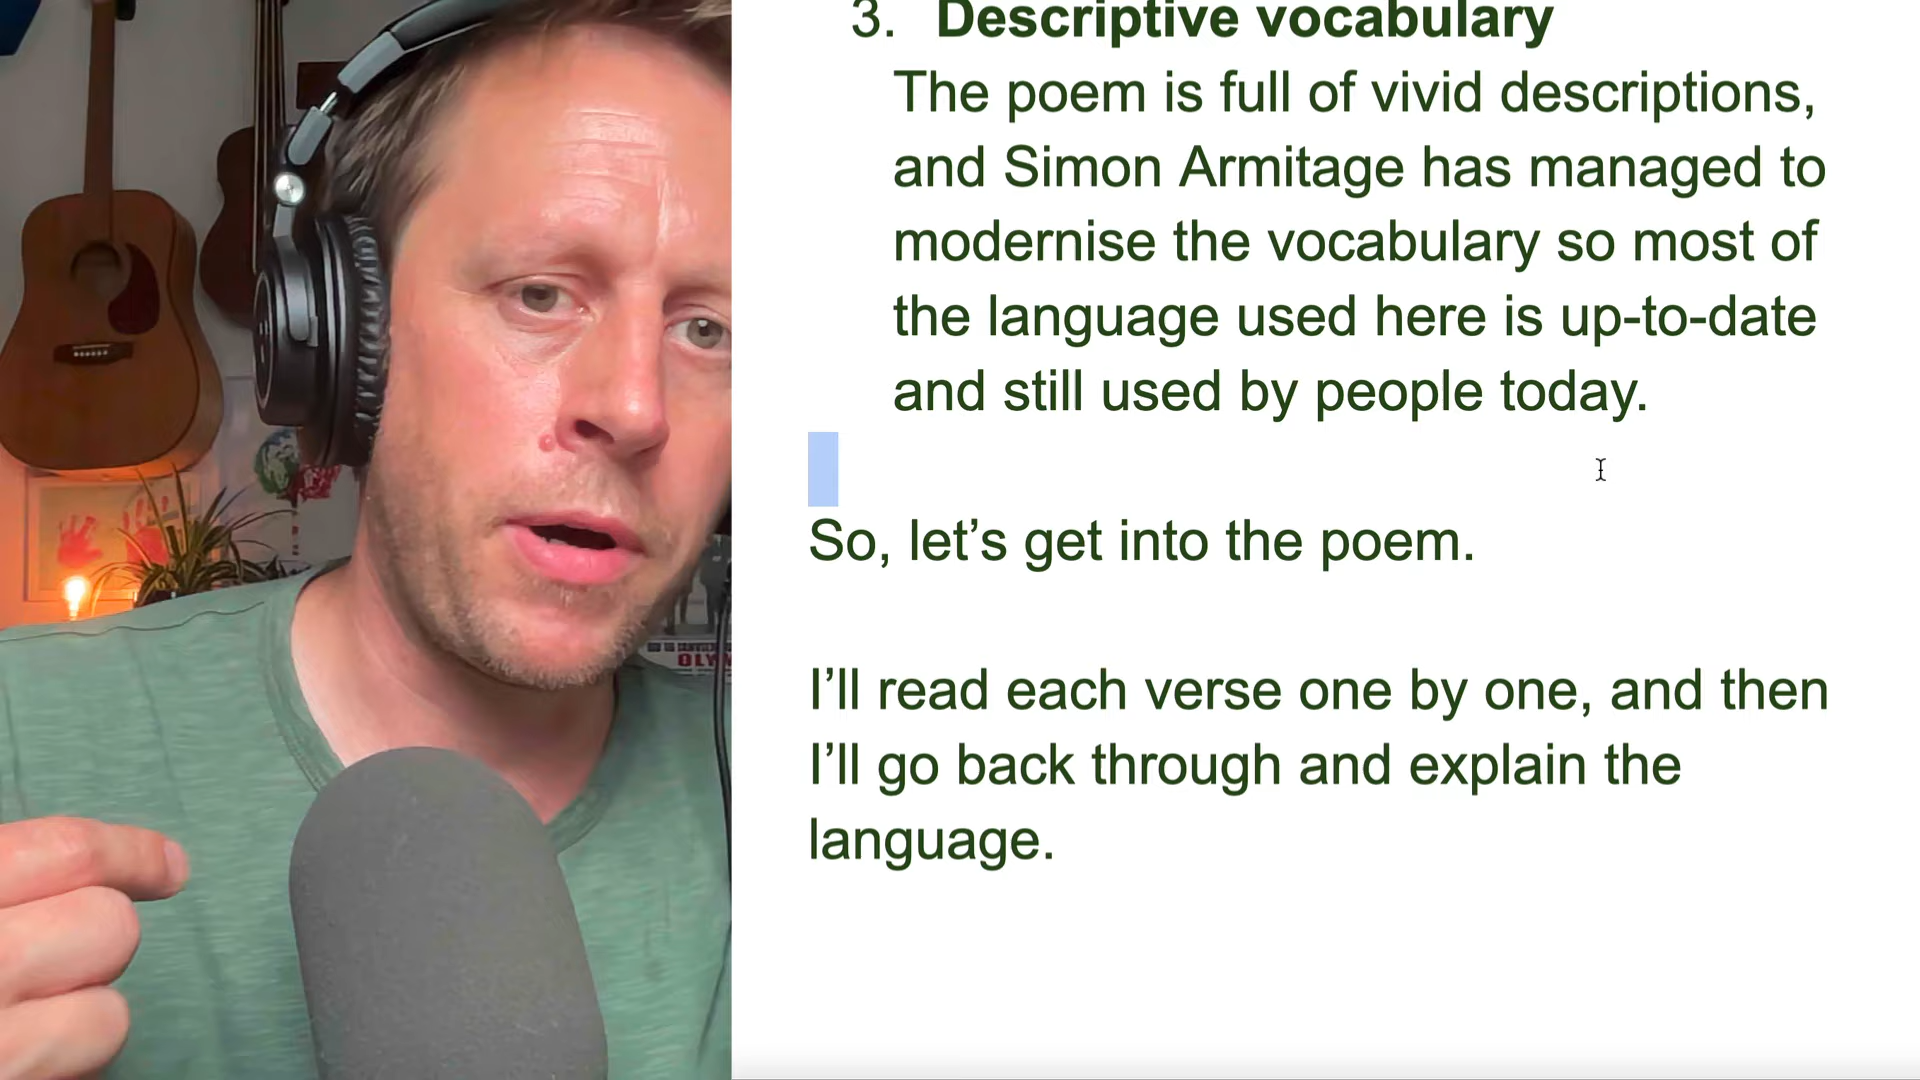 3. Descriptive vocabulary
The poem is full of vivid descriptions,
and Simon Armitage has managed to
modernise the vocabulary so most of
the language used here is up-to-date
and still used by people today.
So, let’s get into the poem.
I’ll read each verse one by one, and then
I’ll go back through and explain the
language.